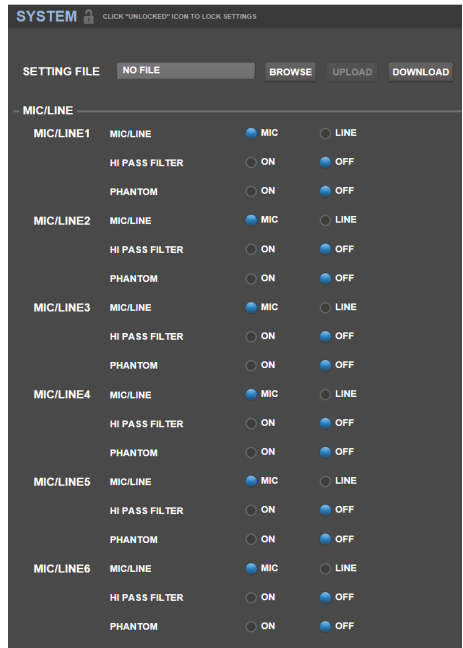 SYSTEM CLICK "UNLOCKED" ICON TO LOCK SETTINGS
SETTING FILE NO FILE BROWSE UPLOAD DOWNLOAD
MIC/LINE
MIC/LINE1 MIC/LINE MIC LINE
HI PASS FILTER ON OFF
PHANTOM ON OFF
MIC/LINE2 MIC/LINE MIC LINE
HI PASS FILTER ON OFF
PHANTOM ON OFF
MIC/LINE3 MIC/LINE MIC LINE
HI PASS FILTER ON OFF
PHANTOM ON OFF
MIC/LINE4 MIC/LINE MIC LINE
HI PASS FILTER ON OFF
PHANTOM ON OFF
MIC/LINE5 MIC/LINE MIC LINE
HI PASS FILTER ON OFF
PHANTOM ON OFF
MIC/LINE6 MIC/LINE MIC LINE
HI PASS FILTER ON OFF
PHANTOM ON OFF